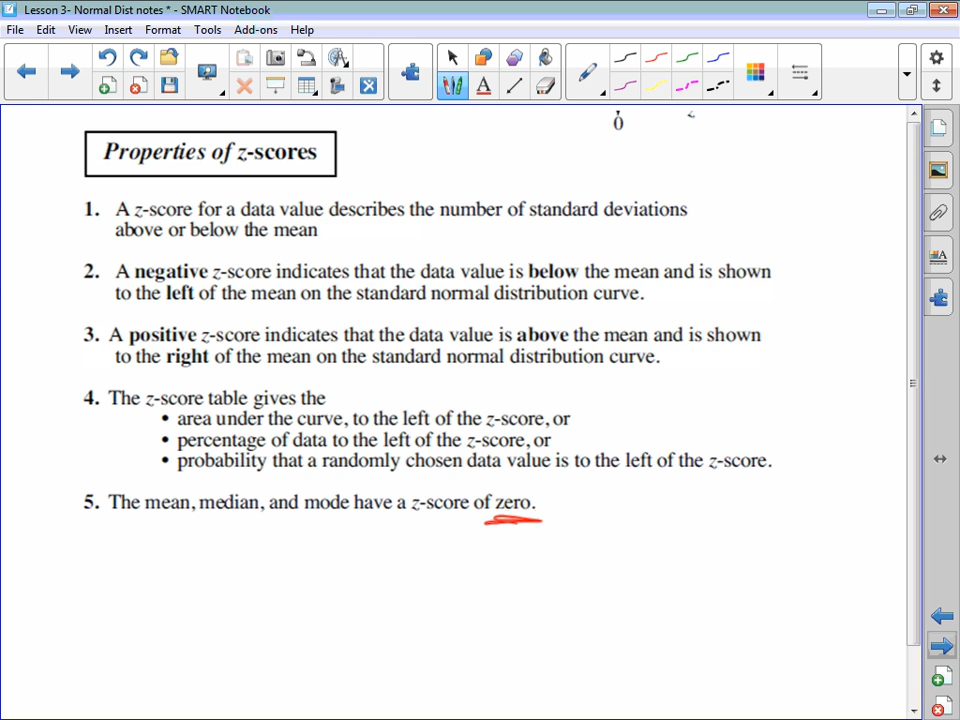 Lesson 3- Normal Dist notes * - SMART Notebook
File Edit View Insert Format Tools Add-ons Help
0
Properties of z-scores
1. A z-score for a data value describes the number of standard deviations
above or below the mean
2. A negative z-score indicates that the data value is below the mean and is shown
to the left of the mean on the standard normal distribution curve.
3. A positive z-score indicates that the data value is above the mean and is shown
to the right of the mean on the standard normal distribution curve.
4. The z-score table gives the
• area under the curve, to the left of the z-score, or
• percentage of data to the left of the z-score, or
• probability that a randomly chosen data value is to the left of the z-score.
5. The mean, median, and mode have a z-score of zero.